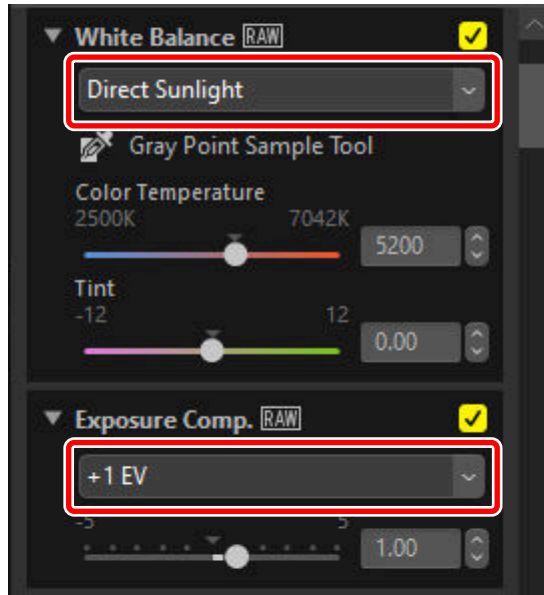 White Balance RAW
Direct Sunlight
Gray Point Sample Tool
Color Temperature
2500K 7042K
5200
Tint
-12 12
0.00
Exposure Comp. RAW
+1 EV
-5 5
1.00